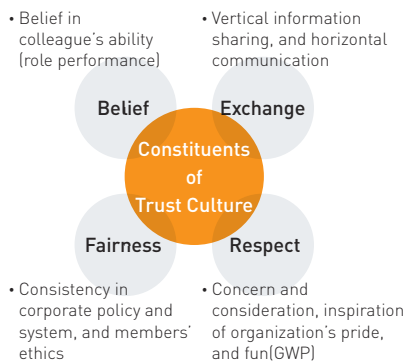 • Belief in
colleague's ability
(role performance)
• Vertical information
sharing, and horizontal
communication
Belief
Exchange
Constituents
of
Trust Culture
Fairness
Respect
• Consistency in
corporate policy and
system, and members'
ethics
• Concern and
consideration, inspiration
of organization's pride,
and fun(GWP)